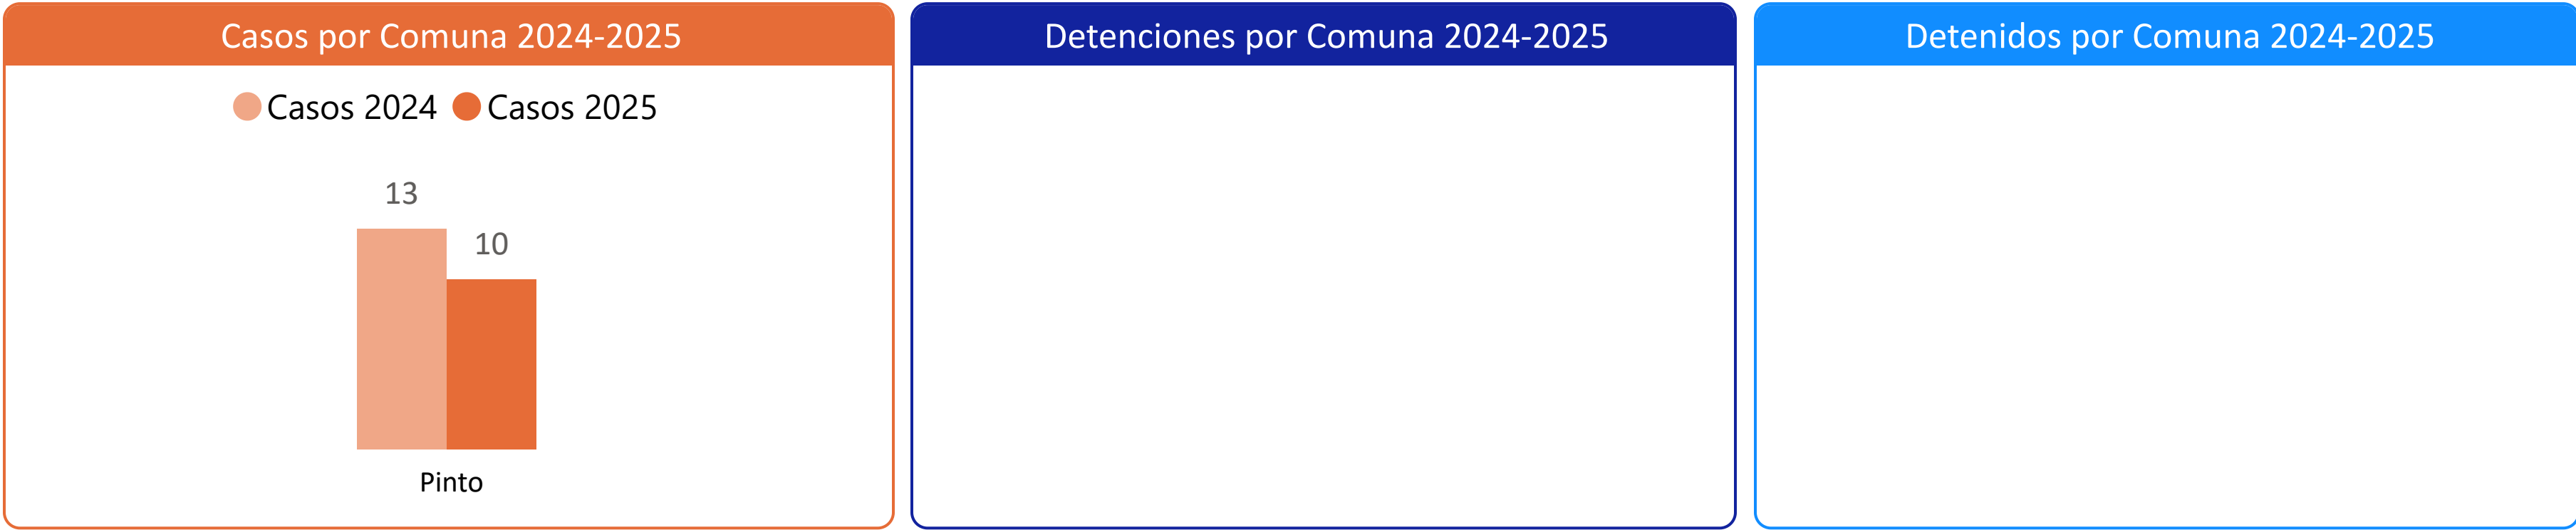 Casos por Comuna 2024-2025
Casos 2024 Casos 2025
13
10
Pinto
Detenciones por Comuna 2024-2025
Detenidos por Comuna 2024-2025